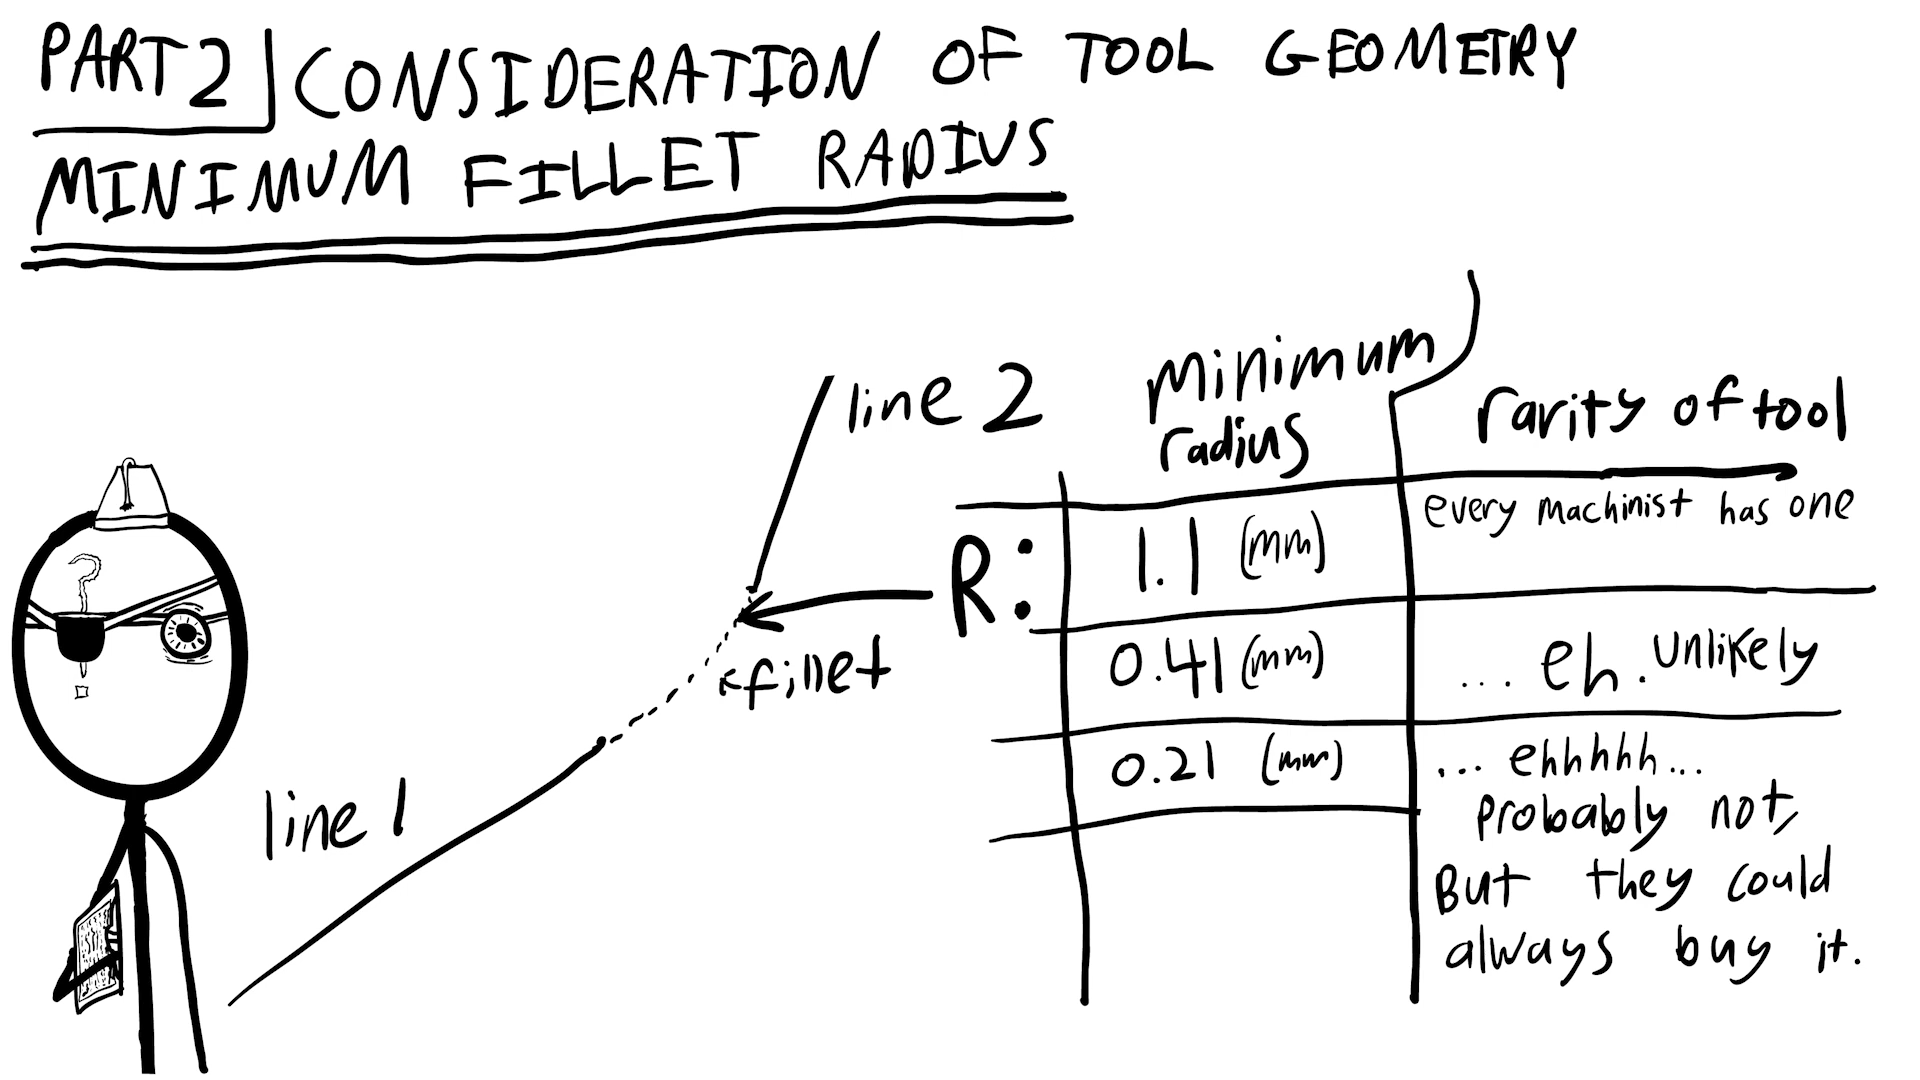 PART 2 CONSIDERATION OF TOOL GEOMETRY
MINIMUM FILLET RADIUS
line 2
fillet
line 1
minimum
radius
rarity of tool
R:
1.1 (mm)
every machinist has one
0.41 (mm)
... eh. unlikely
0.21 (mm)
... ehhhhh...
probably not,
But they could
always buy it.
?